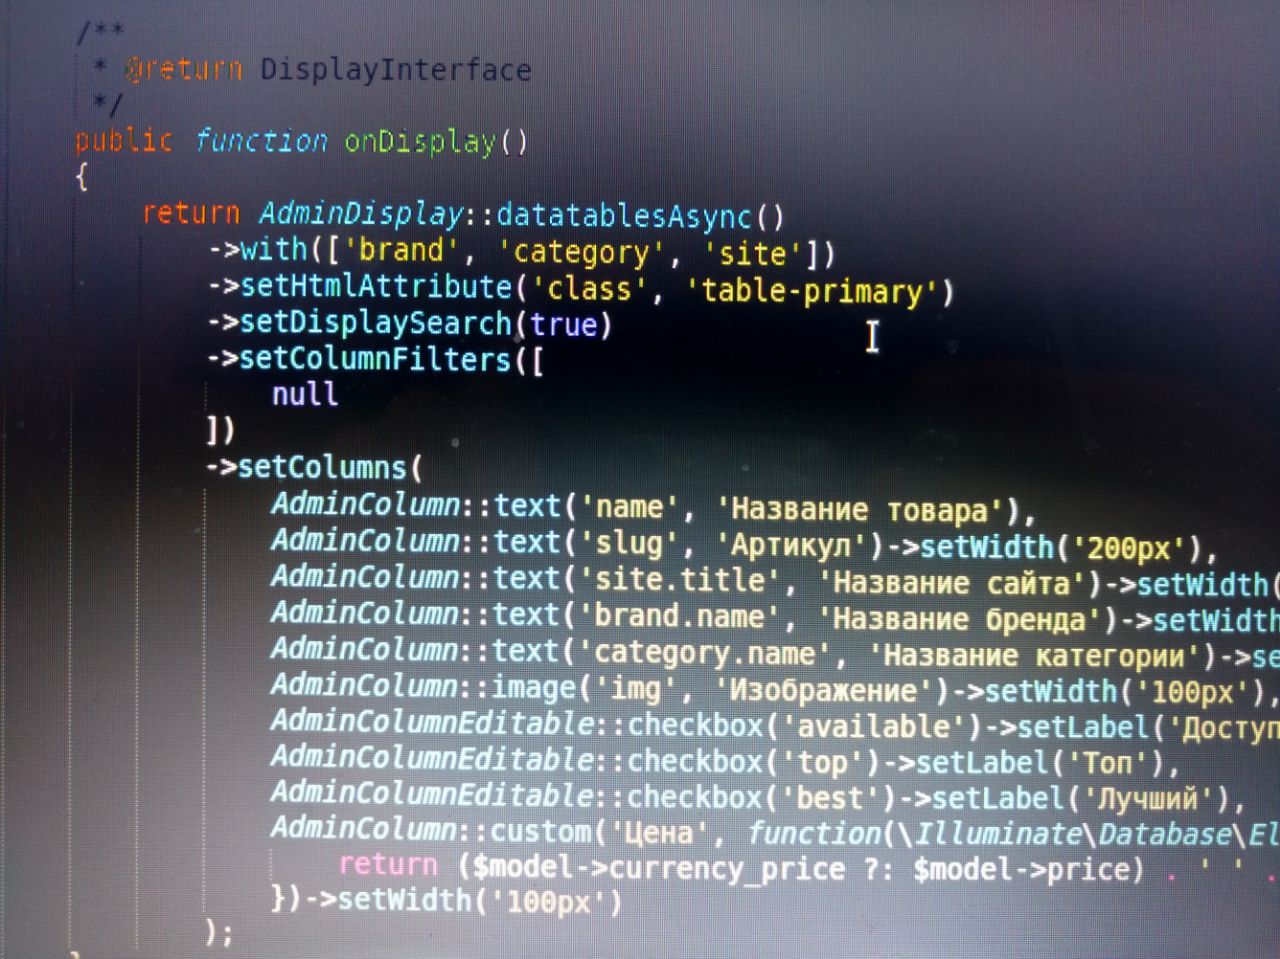 /**
* @return DisplayInterface
*/
public function onDisplay()
{
return AdminDisplay::datatablesAsync()
->with(['brand', 'category', 'site'])
->setHtmlAttribute('class', 'table-primary')
->setDisplaySearch(true)
->setColumnFilters([
null
])
->setColumns(
AdminColumn::text('name', 'Название товара'),
AdminColumn::text('slug', 'Артикул')->setWidth('200px'),
AdminColumn::text('site.title', 'Название сайта')->setWidth(
AdminColumn::text('brand.name', 'Название бренда')->setWidth
AdminColumn::text('category.name', 'Название категории')->se
AdminColumn::image('img', 'Изображение')->setWidth('100px'),
AdminColumnEditable::checkbox('available')->setLabel('Доступ
AdminColumnEditable::checkbox('top')->setLabel('Топ'),
AdminColumnEditable::checkbox('best')->setLabel('Лучший'),
AdminColumn::custom('Цена', function(\Illuminate\Database\El
return ($model->currency_price ?: $model->price) . ' ' .
})->setWidth('100px')
);
}